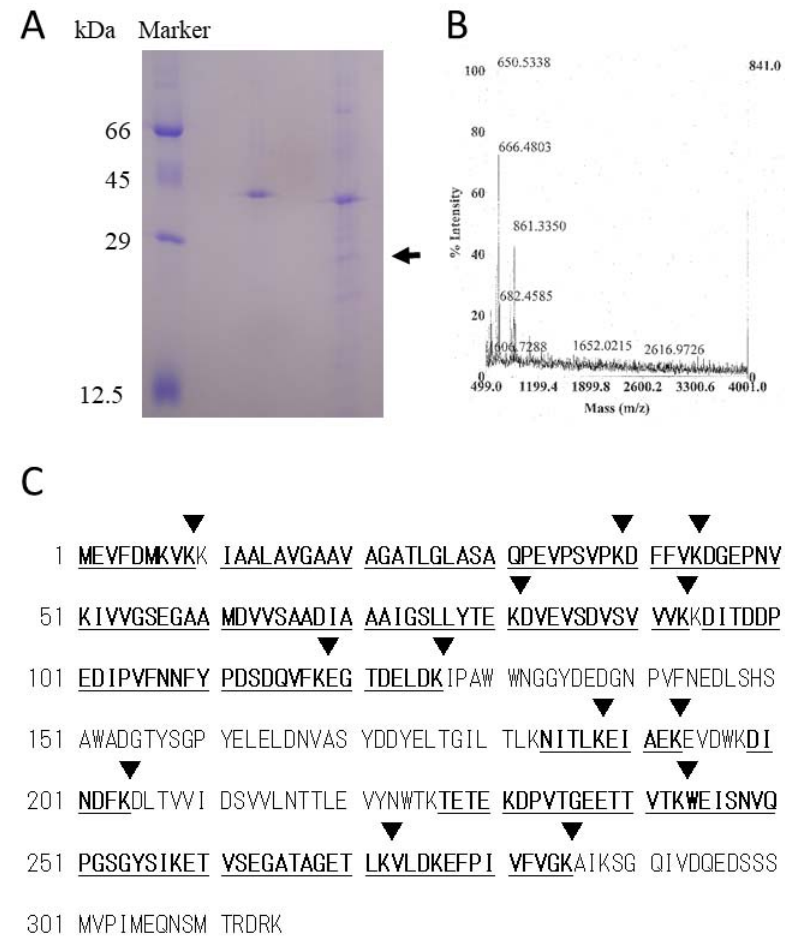 A
kDa Marker
66
45
29
12.5
B
650.5338
841.0
100
80
666.4803
60
861.3350
% Intensity
40
682.4585
20
606.7288
1652.0215
2616.9726
0
0
499.0 1199.4 1899.8 2600.2 3300.6 4001.0
Mass (m/z)
C
1 MEVFDMKVKK IAALAVGAAV AGATLGLASA QPEVPSVPKD FFVKDGEPNV
51 KIVVGSEGAA MDVVSAADIA AAIGSLLYTE KDVEVSDVSV VVKKDITDDP
101 EDIPVFNNFY PDSDQVFKEG TDELDKIPAW WNGGYDEDGN PVFNEDLSHS
151 AWADGTYSGP YELELDNVAS YDDYELTGIL TLKNITLKEI AEKEVDWKDI
201 NDFKDLTVVI DSVVLNTTLE VYNWTKTETE KDPVTGEETT VTKWEISNVQ
251 PGSGYSIKET VSEGATAGET LKVLDKEFPI VFVGKAIKSG QIVDQEDSSS
301 MVPIMEQNSM TRDRK